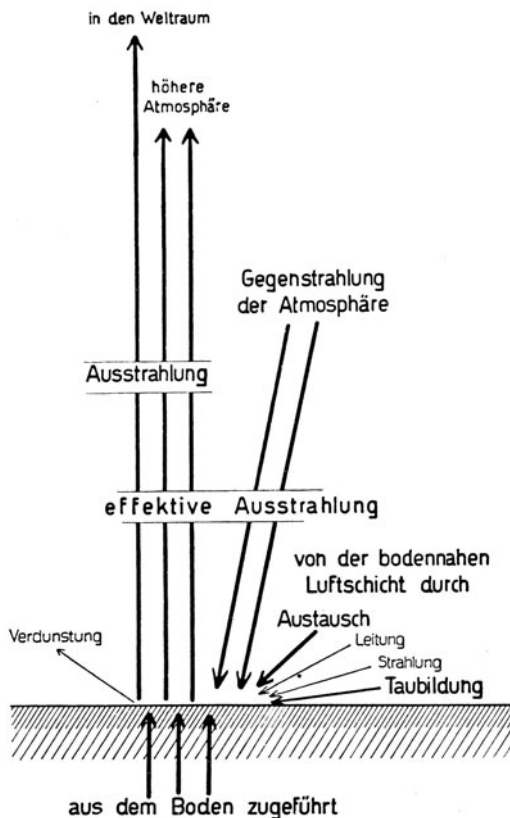 in den Weltraum
höhere
Atmosphäre
Gegenstrahlung
der Atmosphäre
Ausstrahlung
effektive Ausstrahlung
von der bodennahen
Luftschicht durch
Austausch
Verdunstung
Leitung
Strahlung
Taubildung
aus dem Boden zugeführt